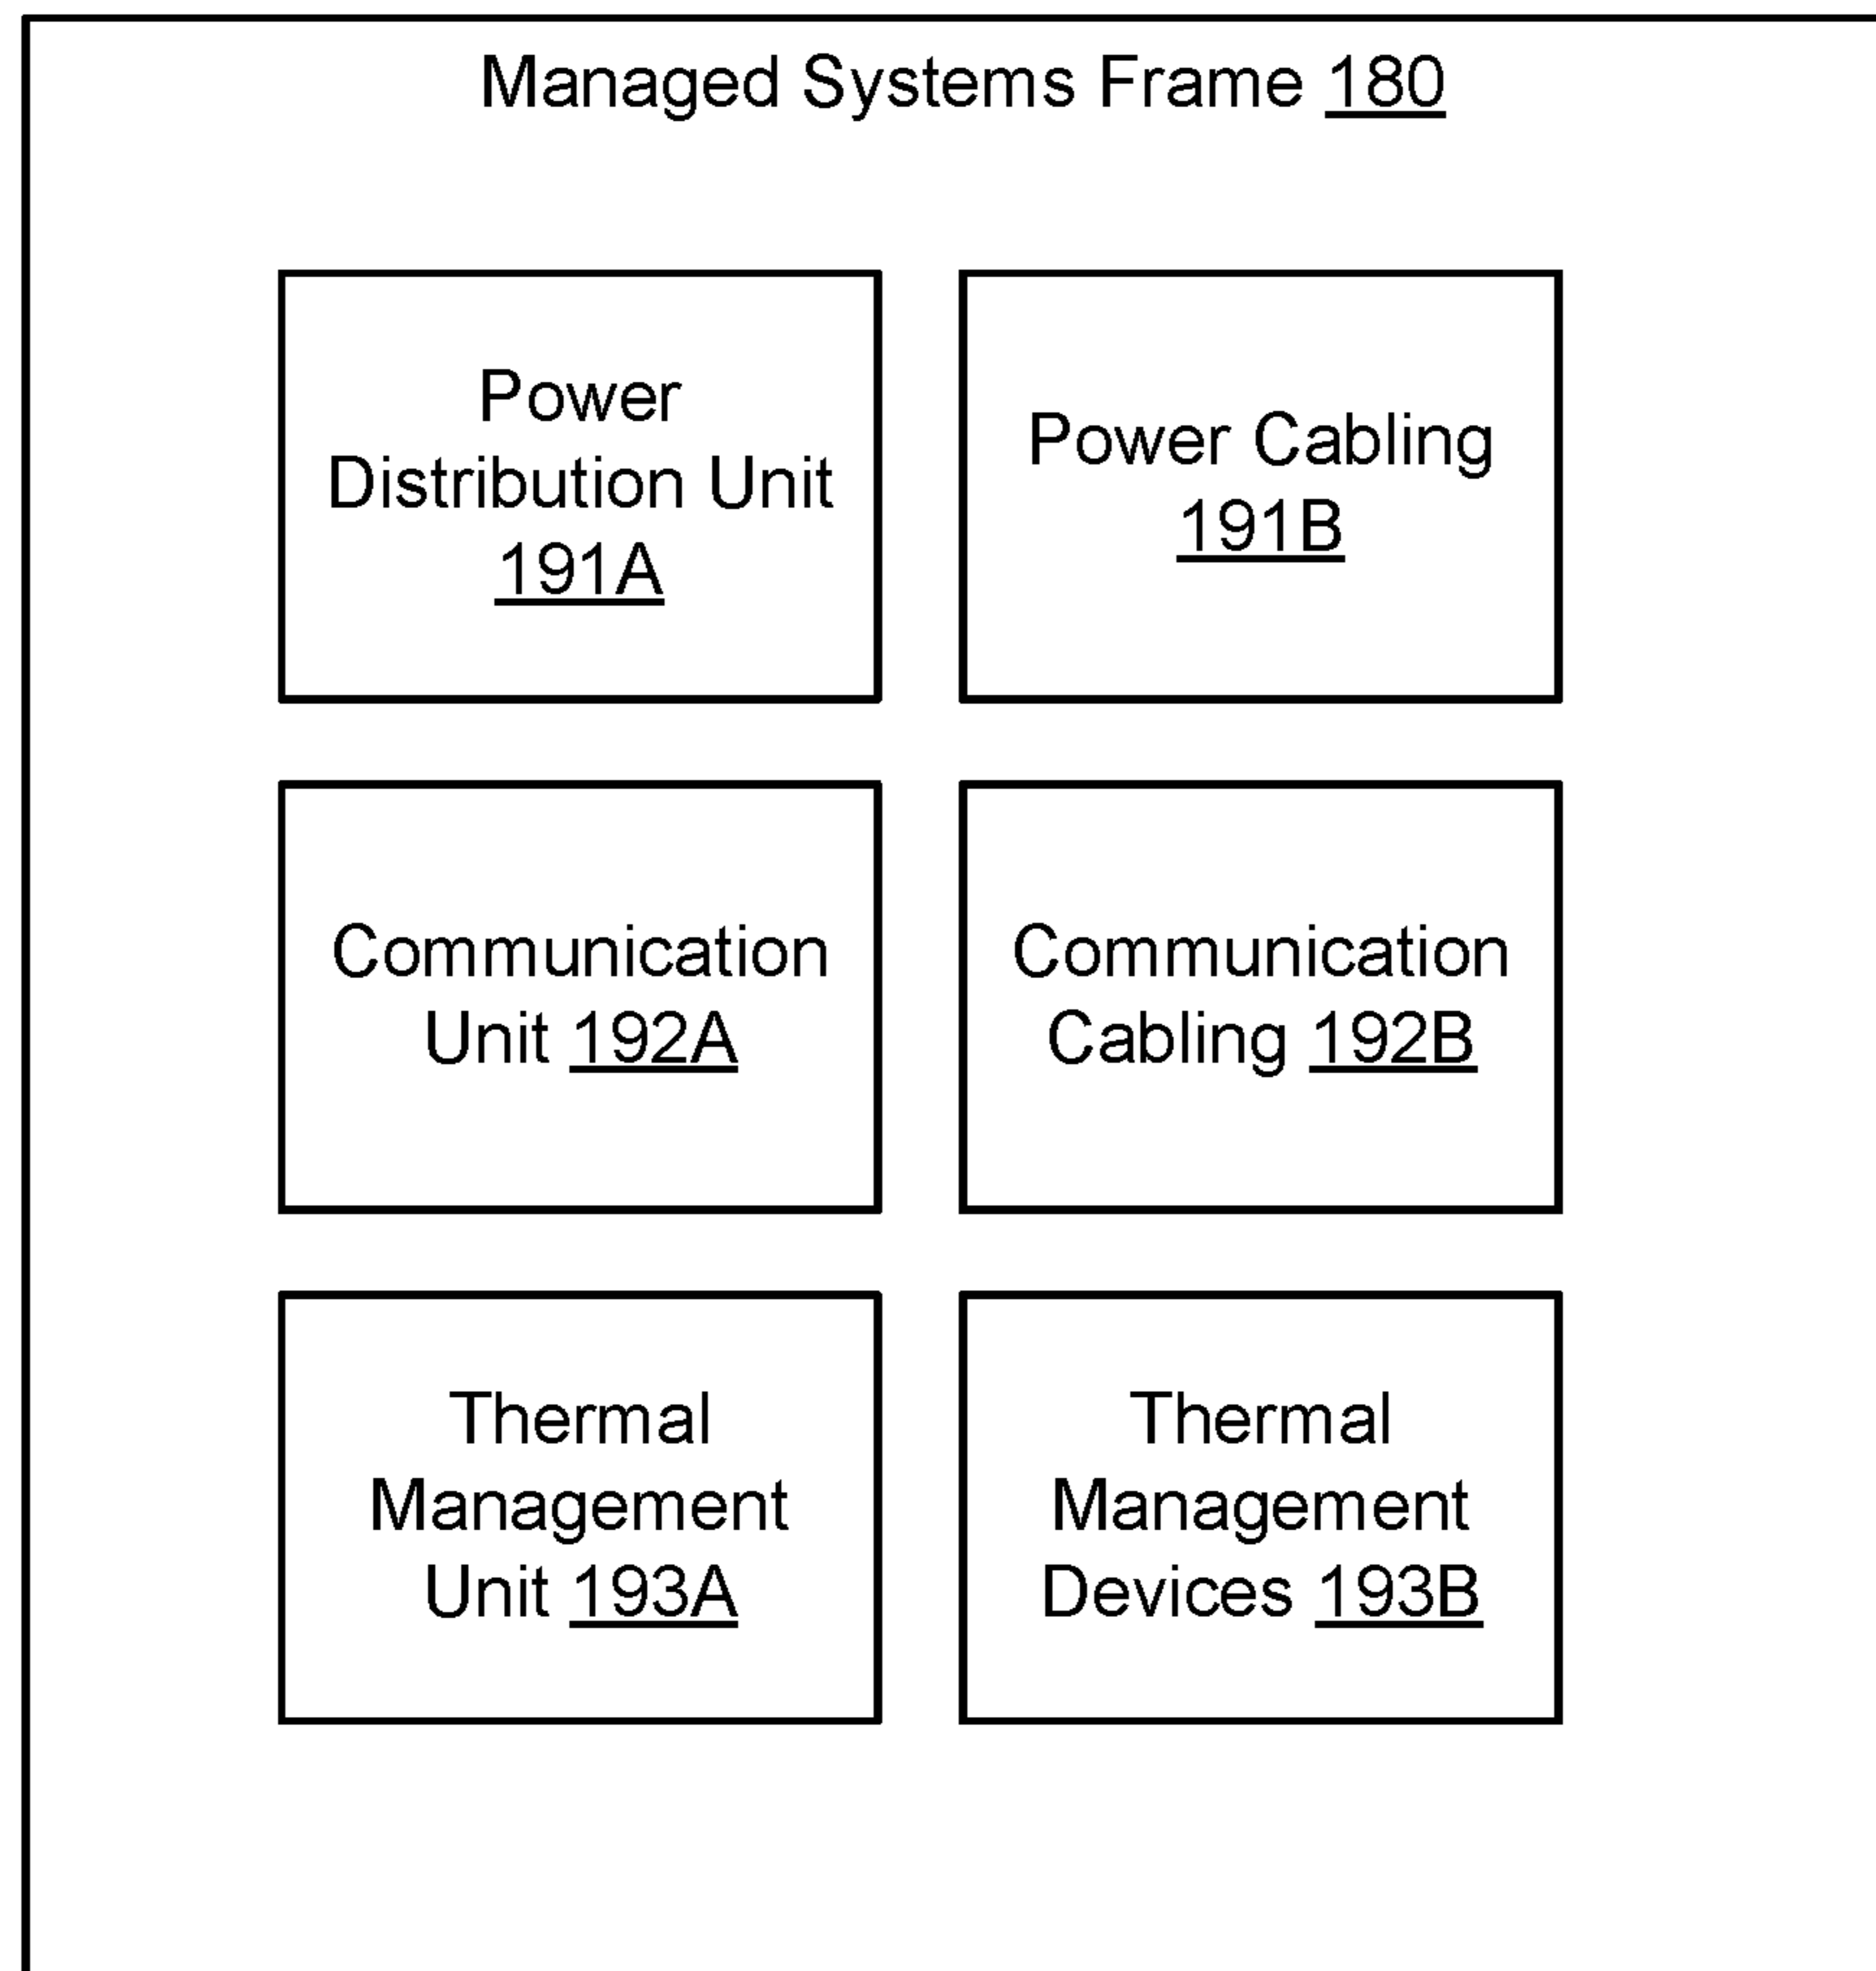 Managed Systems Frame 180
Power
Distribution Unit
191A
Power Cabling
191B
Communication
Unit 192A
Communication
Cabling 192B
Thermal
Management
Unit 193A
Thermal
Management
Devices 193B